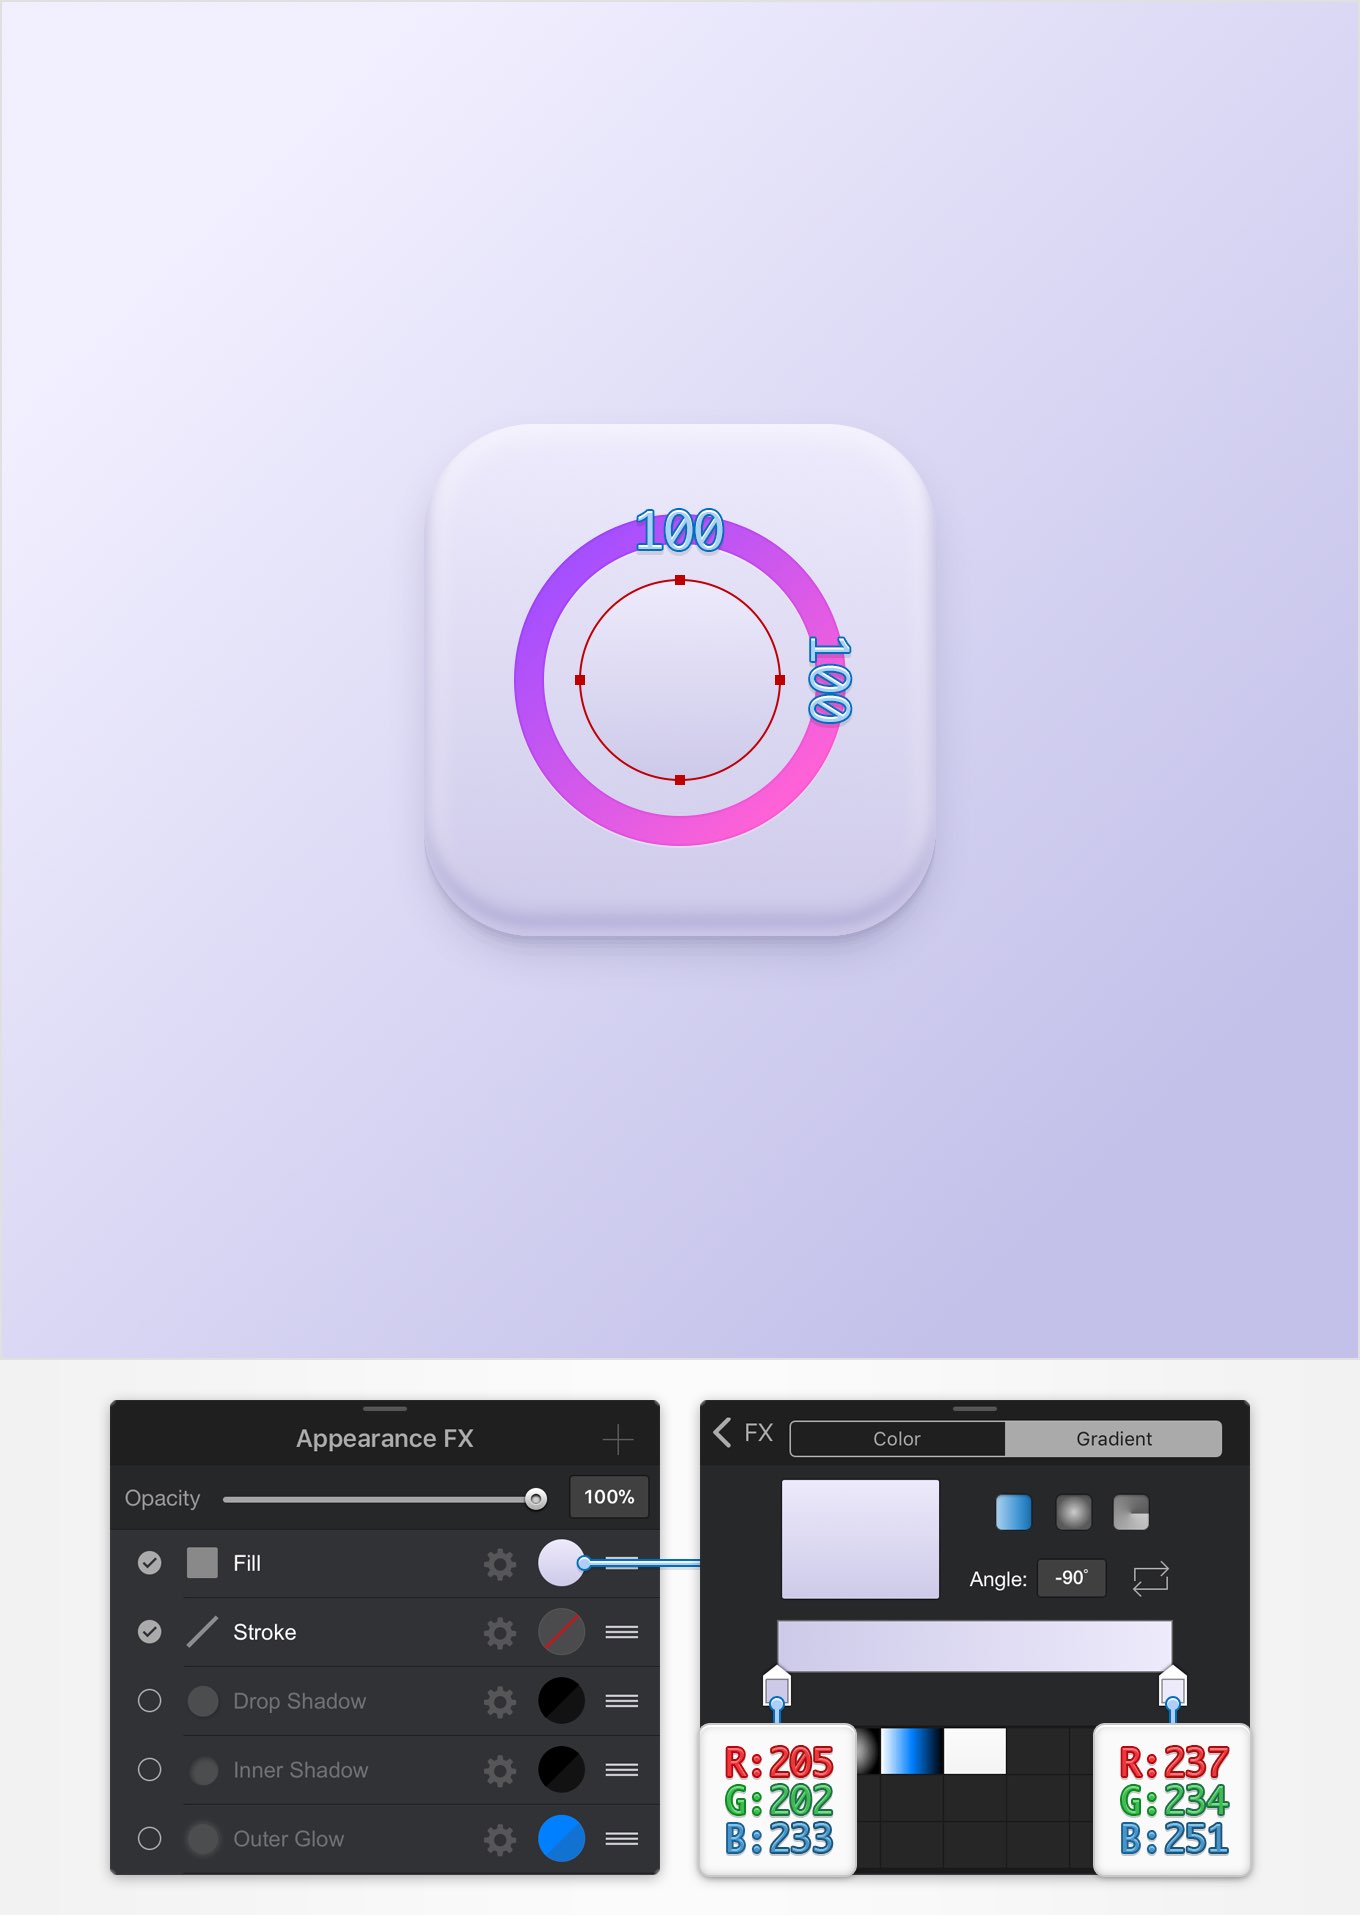 100
100
Appearance FX
Opacity
100%
Fill
Stroke
Drop Shadow
Inner Shadow
Outer Glow
FX
Color
Gradient
Angle:
-90°
R:205
G:202
B:233
R:237
G:234
B:251